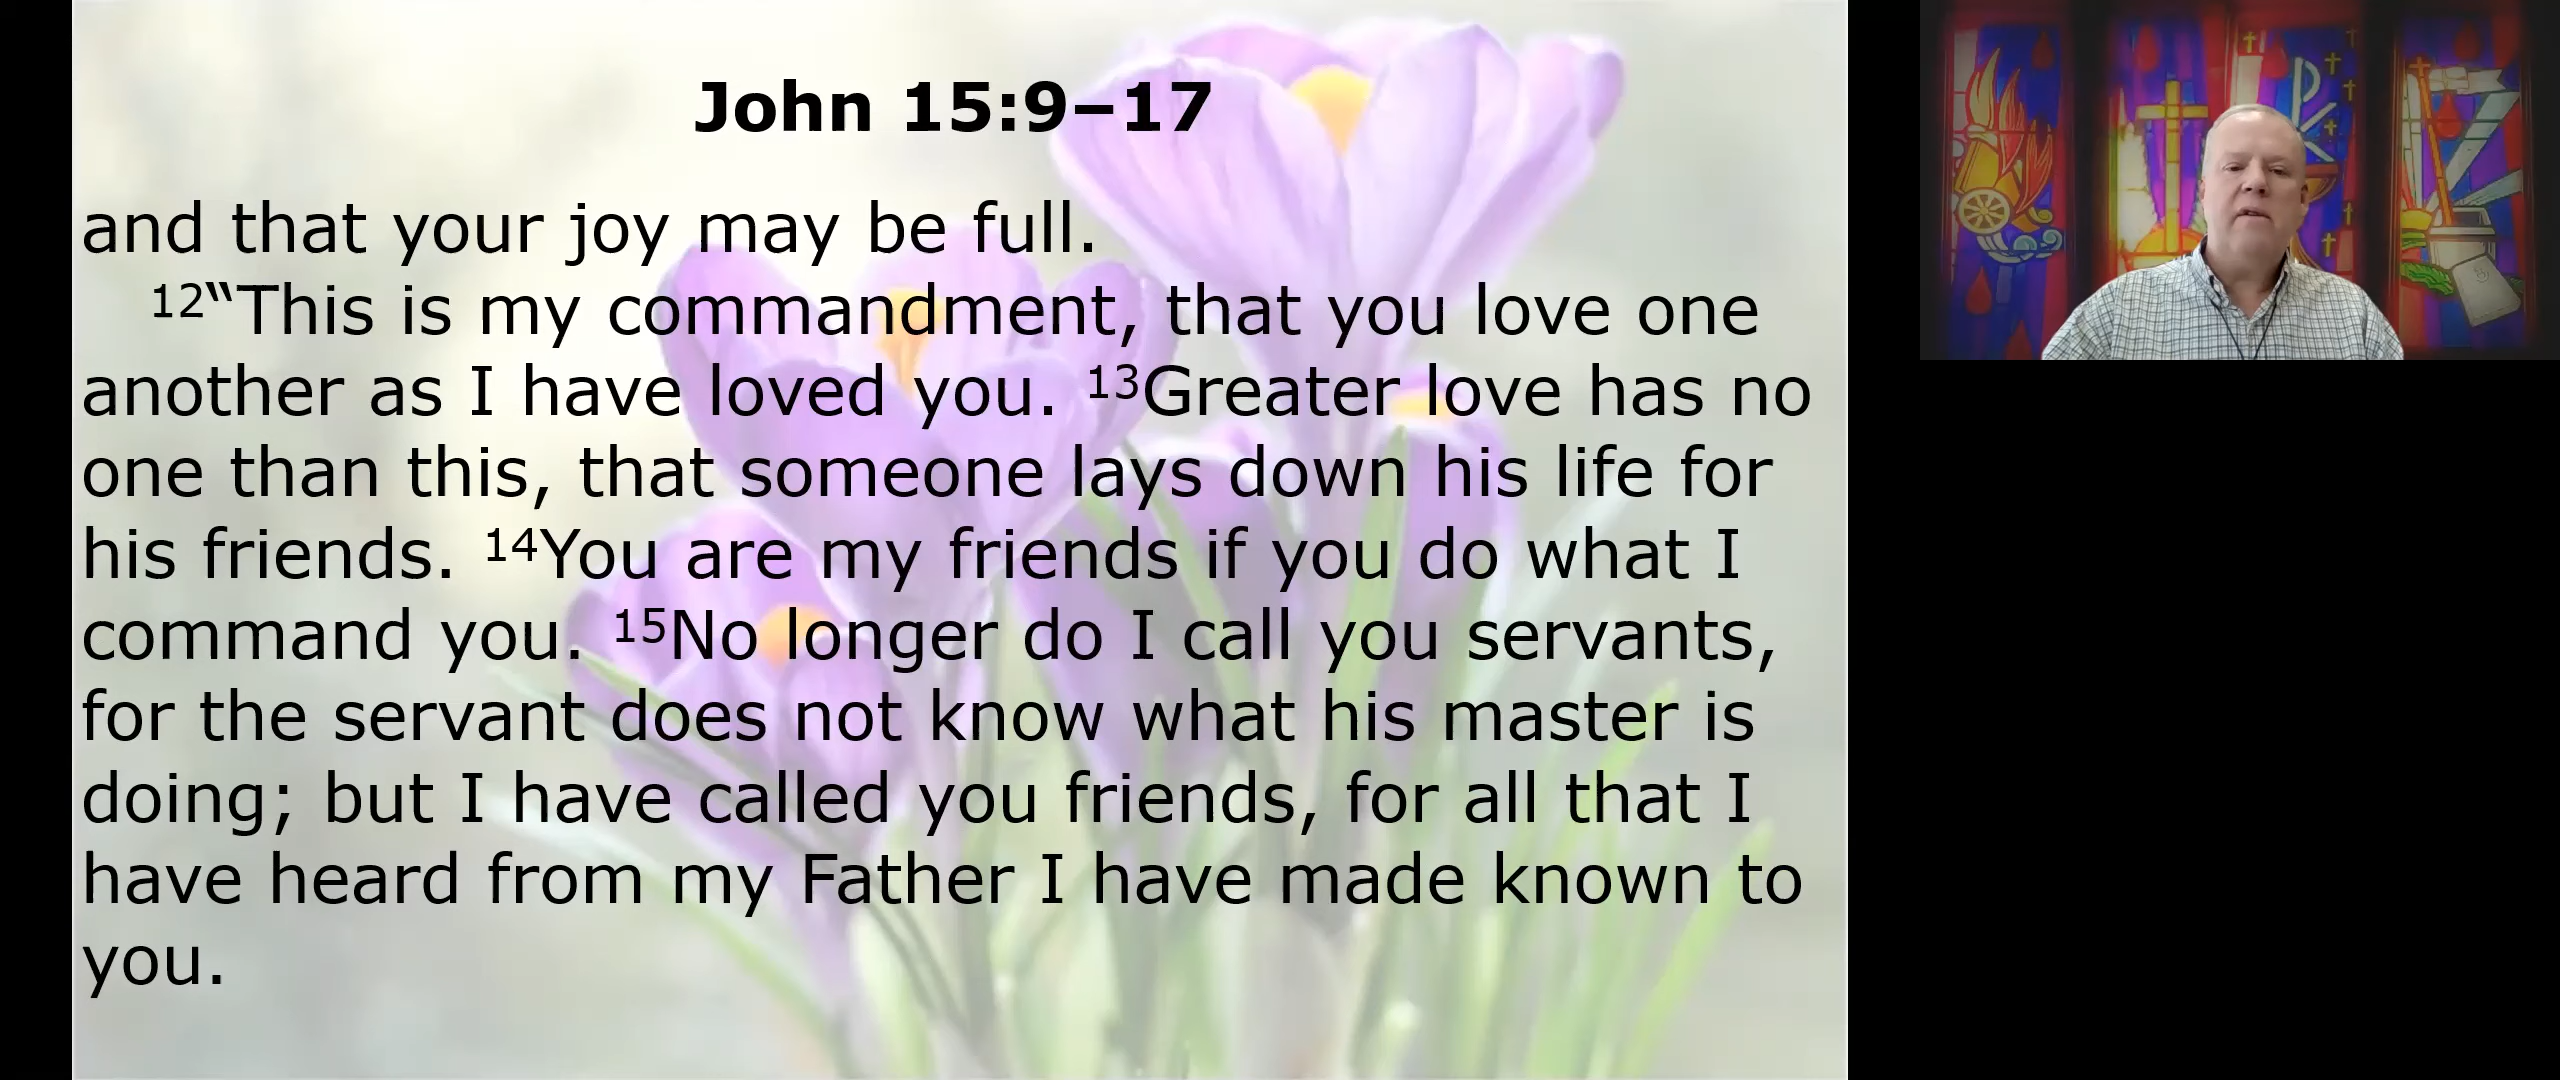 John 15:9–17
and that your joy may be full.
12“This is my commandment, that you love one
another as I have loved you. 13Greater love has no
one than this, that someone lays down his life for
his friends. 14You are my friends if you do what I
command you. 15No longer do I call you servants,
for the servant does not know what his master is
doing; but I have called you friends, for all that I
have heard from my Father I have made known to
you.